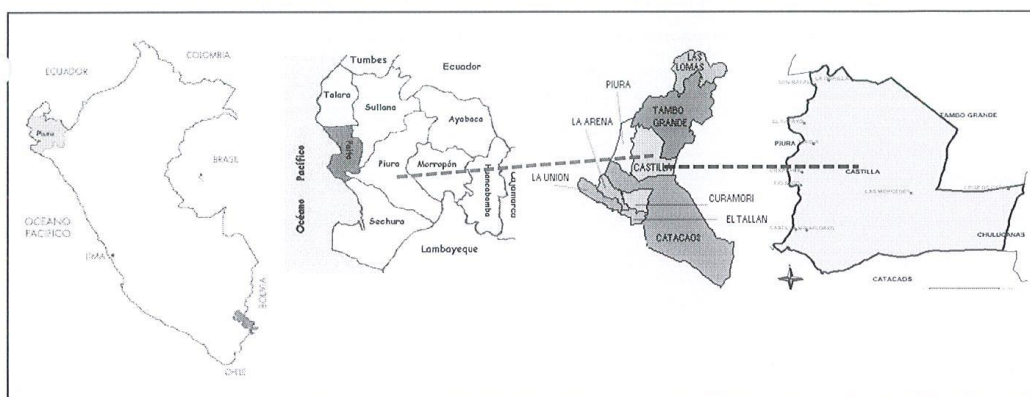 COLOMBIA
ECUADOR
Piura
BRASIL
OCEANO
PACIFICO
LIMA
BOLIVIA
CHILE
Tumbes
Ecuador
Talara
Sullana
Ayabaca
Paita
Piura
Morropón
Huancabamba
Cajamarca
Océano Pacífico
Sechura
Lambayeque
LAS
LOMAS
PIURA
TAMBO
GRANDE
LA ARENA
CASTILLA
LA UNION
CURAMORI
EL TALLAN
CATACAOS
TAMBO GRANDE
PIURA
CASTILLA
CHULUCANAS
CATACAOS